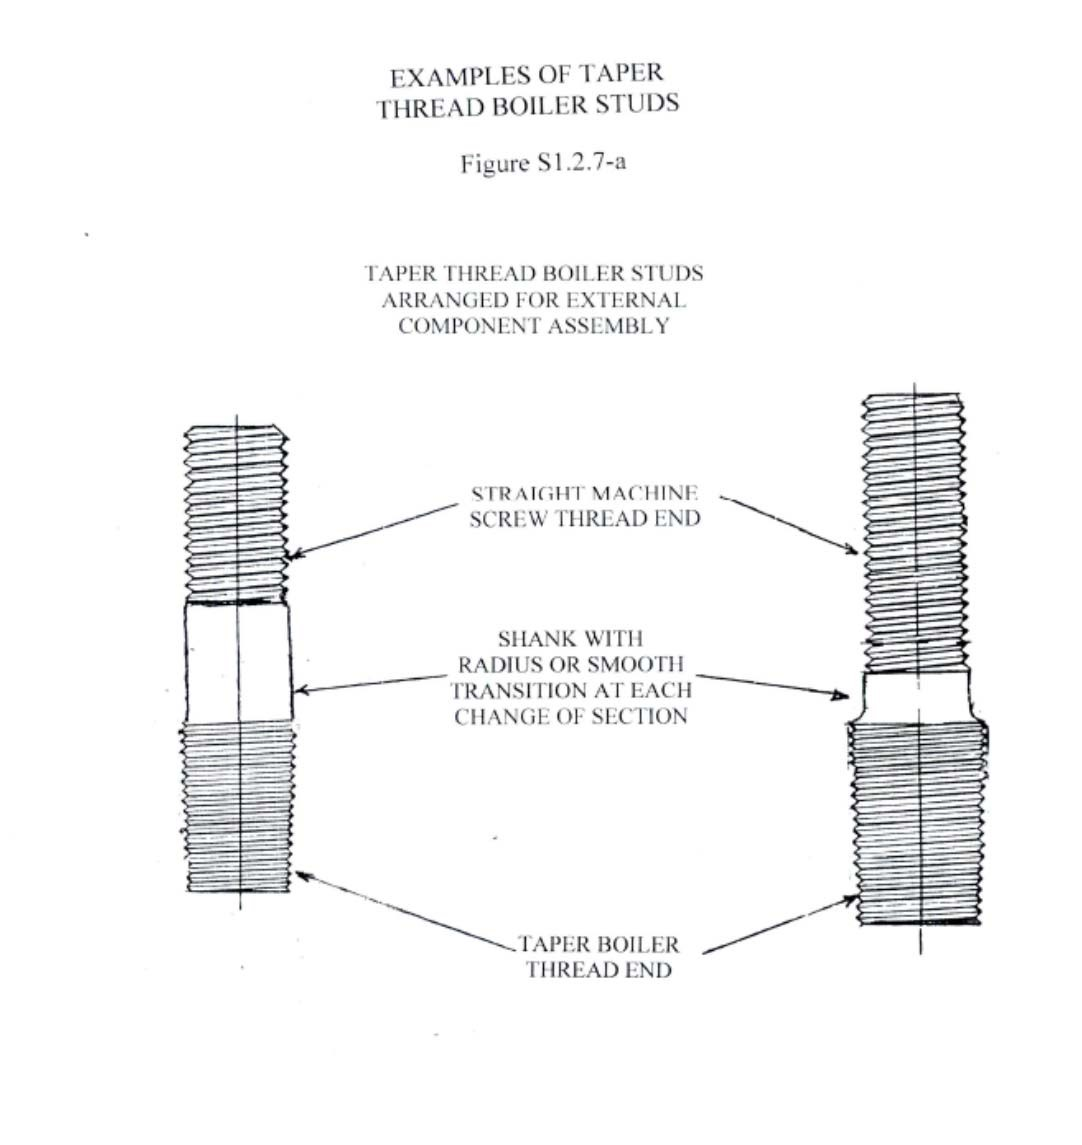 EXAMPLES OF TAPER
THREAD BOILER STUDS
Figure S1.2.7-a
TAPER THREAD BOILER STUDS
ARRANGED FOR EXTERNAL
COMPONENT ASSEMBLY
STRAIGHT MACHINE
SCREW THREAD END
SHANK WITH
RADIUS OR SMOOTH
TRANSITION AT EACH
CHANGE OF SECTION
TAPER BOILER
THREAD END